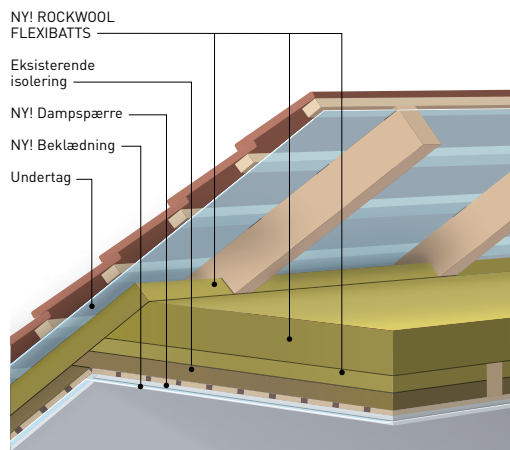 NY! ROCKWOOL
FLEXIBATTS
Eksisterende
isolering
NY! Dampspærre
NY! Beklædning
Undertag